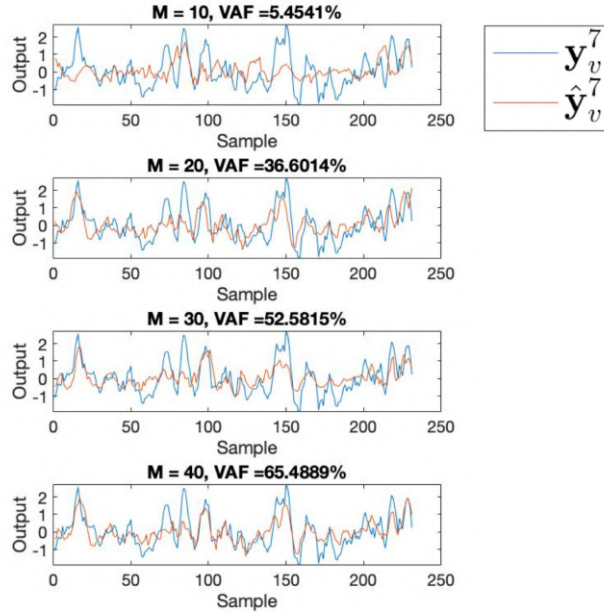 M = 10, VAF =5.4541%
Output
2
1
0
-1
0 50 100 150 200 250
Sample
M = 20, VAF =36.6014%
Output
2
1
0
-1
0 50 100 150 200 250
Sample
M = 30, VAF =52.5815%
Output
2
1
0
-1
0 50 100 150 200 250
Sample
M = 40, VAF =65.4889%
Output
2
1
0
-1
0 50 100 150 200 250
Sample
𝐲_v^7
𝐲̂_v^7